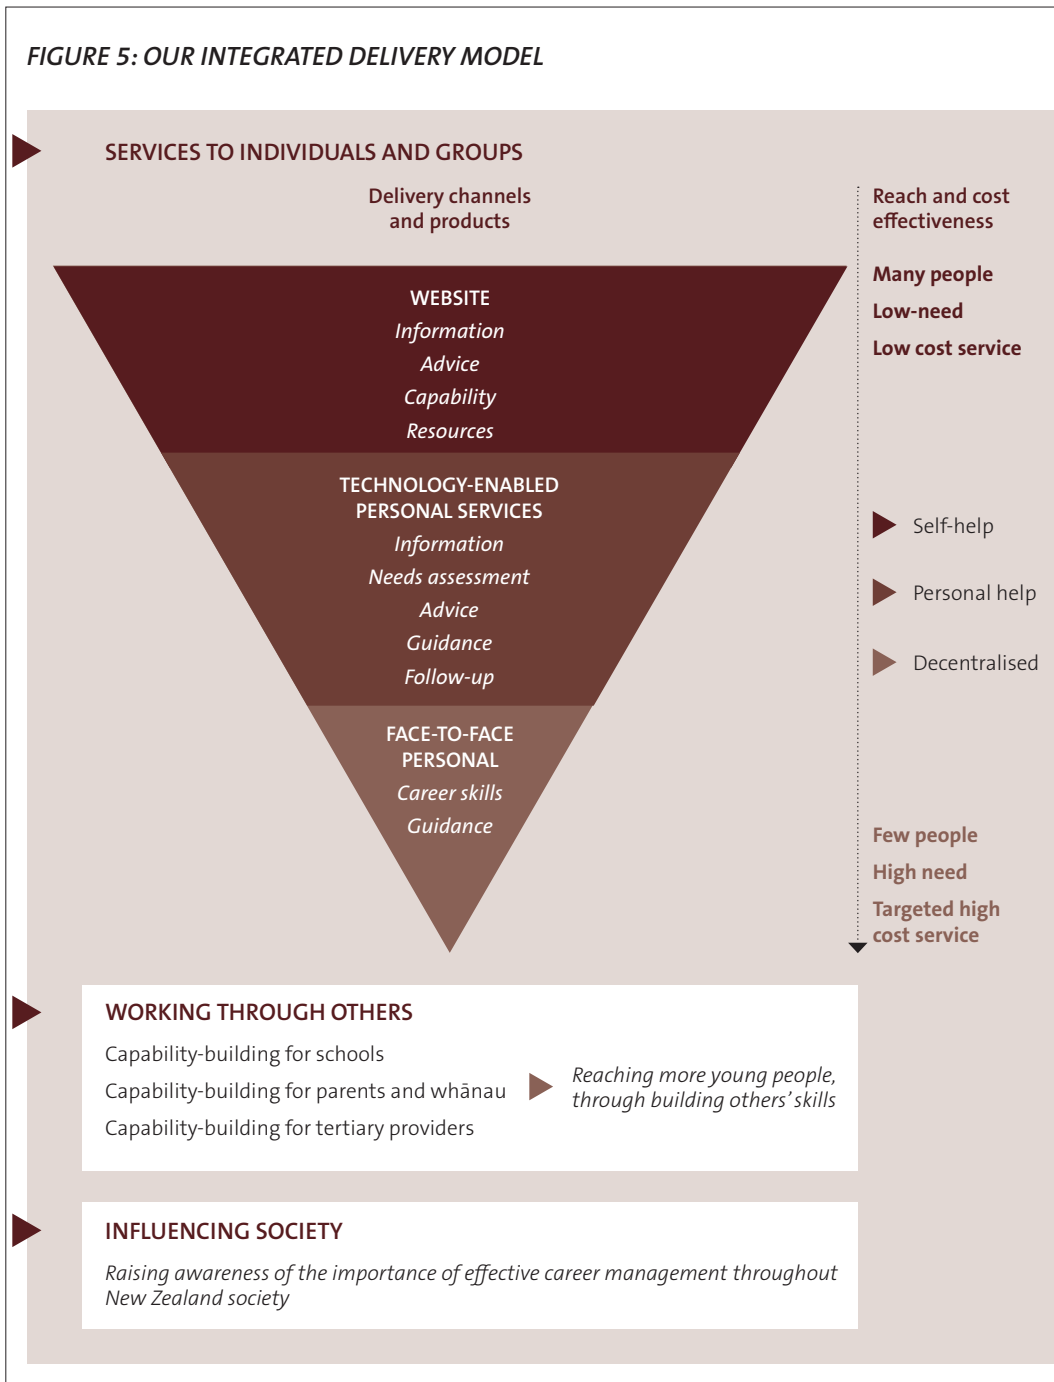 FIGURE 5: OUR INTEGRATED DELIVERY MODEL
SERVICES TO INDIVIDUALS AND GROUPS
Delivery channels
and products
Reach and cost
effectiveness
WEBSITE
Information
Advice
Capability
Resources
Many people
Low-need
Low cost service
TECHNOLOGY-ENABLED
PERSONAL SERVICES
Information
Needs assessment
Advice
Guidance
Follow-up
Self-help
Personal help
Decentralised
FACE-TO-FACE
PERSONAL
Career skills
Guidance
Few people
High need
Targeted high
cost service
WORKING THROUGH OTHERS
Capability-building for schools
Capability-building for parents and whānau
Capability-building for tertiary providers
Reaching more young people,
through building others' skills
INFLUENCING SOCIETY
Raising awareness of the importance of effective career management throughout
New Zealand society